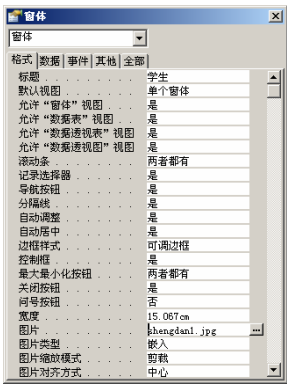 窗体
窗体
格式 数据 事件 其他 全部
标题 学生
默认视图 单个窗体
允许“窗体”视图 是
允许“数据表”视图 是
允许“数据透视表”视图 是
允许“数据透视图”视图 是
滚动条 两者都有
记录选择器 是
导航按钮 是
分隔线 是
自动调整 是
自动居中 是
边框样式 可调边框
控制框 是
最大最小化按钮 两者都有
关闭按钮 是
问号按钮 否
宽度 15.067cm
图片 shengdan1.jpg ...
图片类型 嵌入
图片缩放模式 剪裁
图片对齐方式 中心